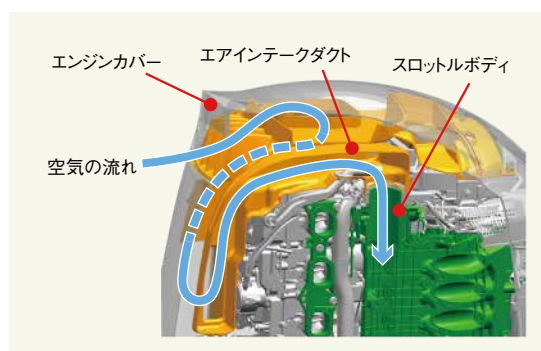 エンジンカバー
エアインテークダクト
スロットルボディ
空気の流れ